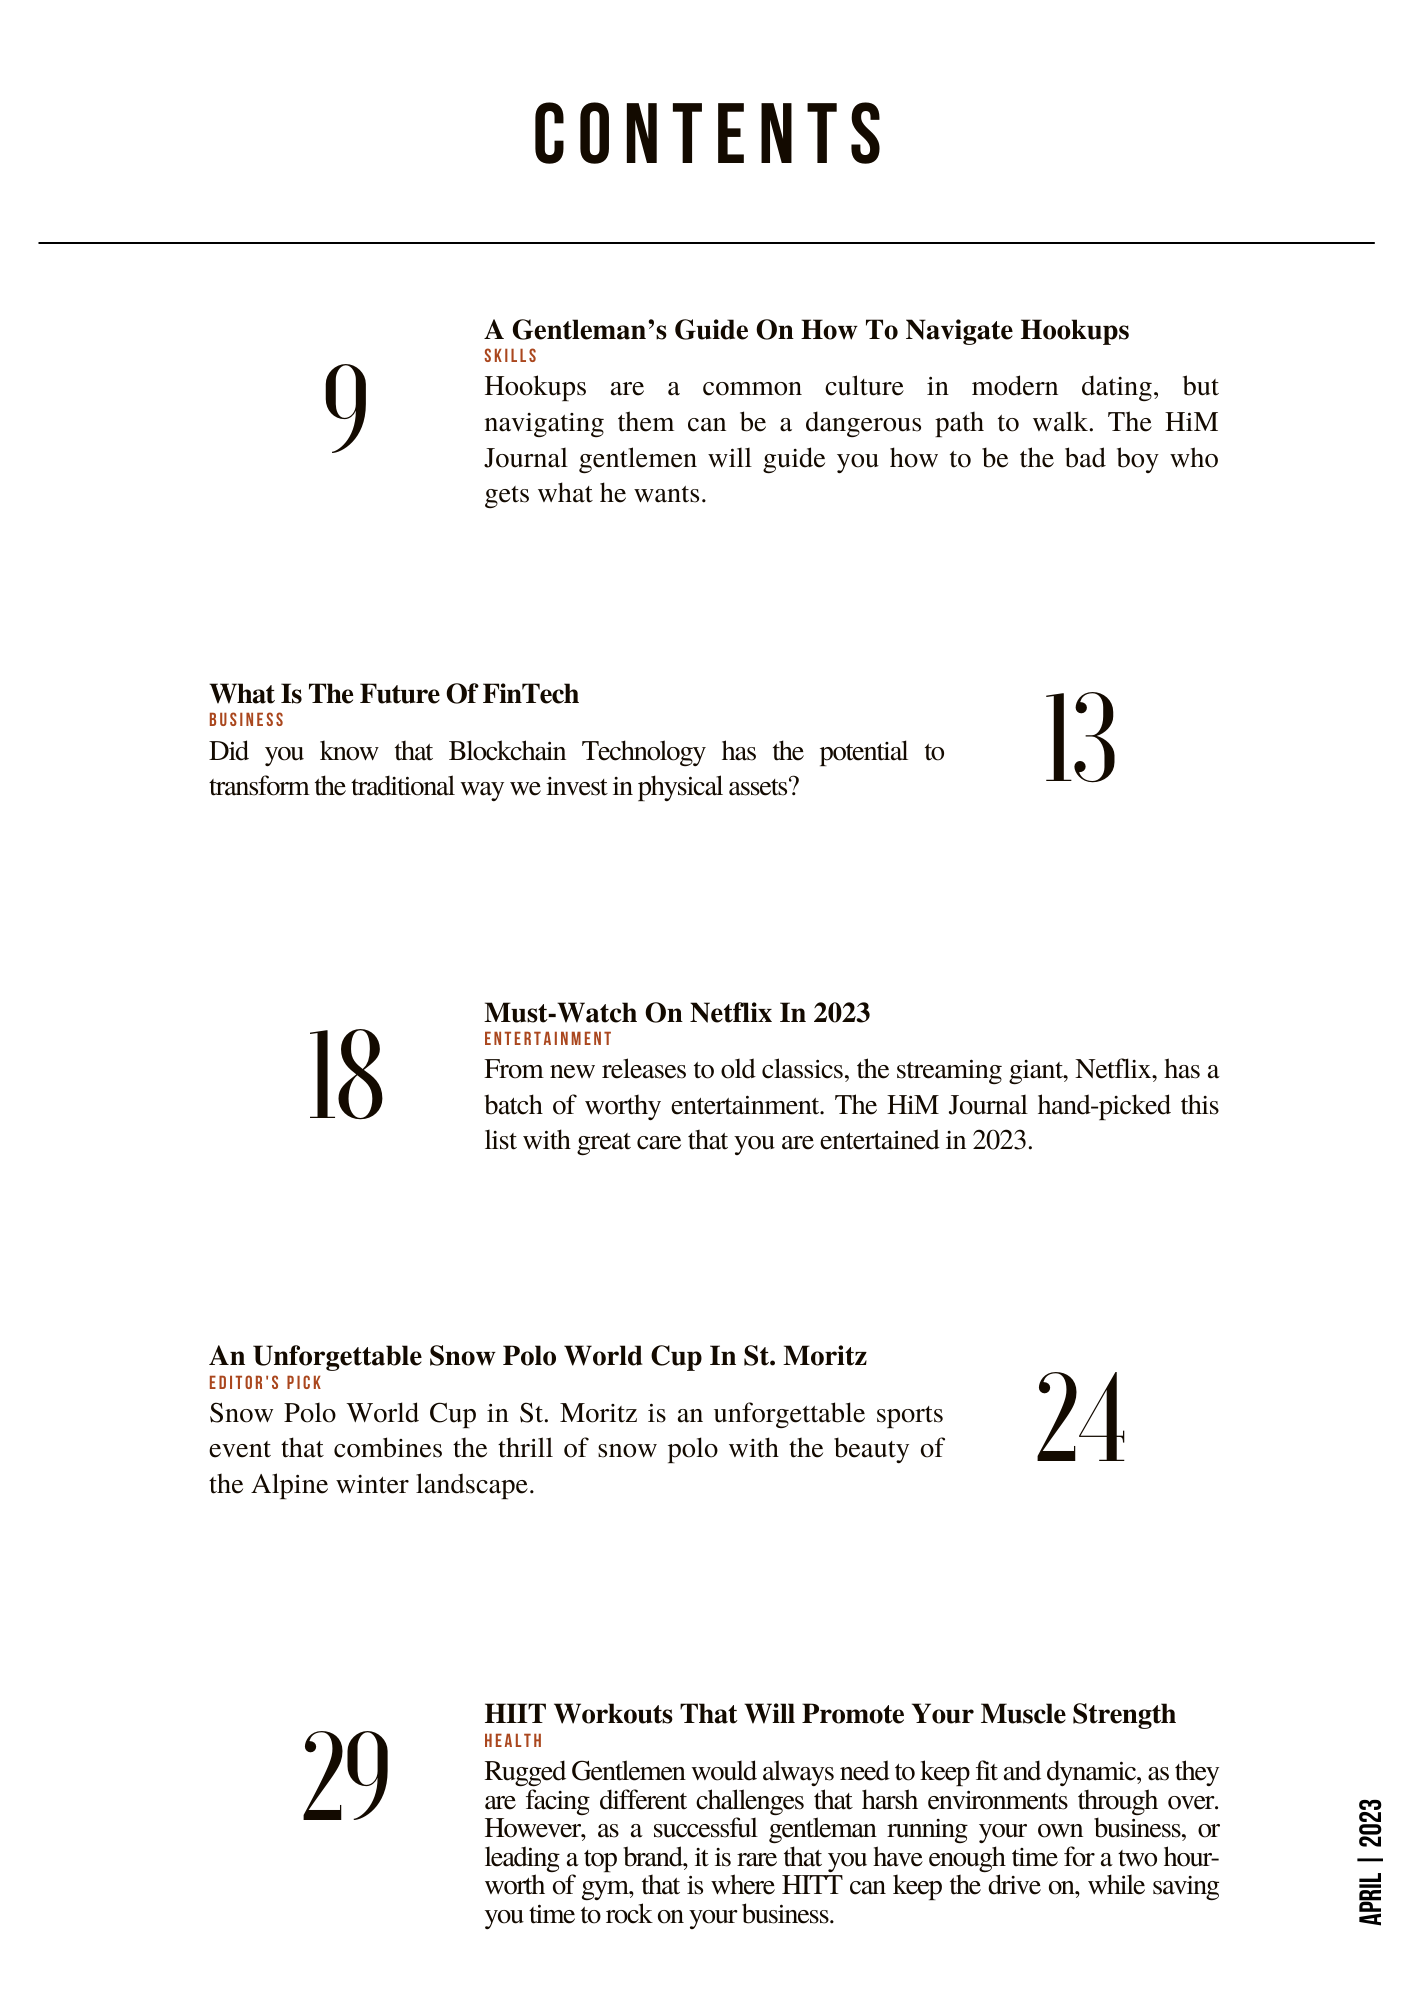 CONTENTS
9
A Gentleman’s Guide On How To Navigate Hookups
SKILLS
Hookups are a common culture in modern dating, but
navigating them can be a dangerous path to walk. The HiM
Journal gentlemen will guide you how to be the bad boy who
gets what he wants.
What Is The Future Of FinTech
BUSINESS
Did you know that Blockchain Technology has the potential to
transform the traditional way we invest in physical assets?
13
18
Must-Watch On Netflix In 2023
ENTERTAINMENT
From new releases to old classics, the streaming giant, Netflix, has a
batch of worthy entertainment. The HiM Journal hand-picked this
list with great care that you are entertained in 2023.
An Unforgettable Snow Polo World Cup In St. Moritz
EDITOR'S PICK
Snow Polo World Cup in St. Moritz is an unforgettable sports
event that combines the thrill of snow polo with the beauty of
the Alpine winter landscape.
24
29
HIIT Workouts That Will Promote Your Muscle Strength
HEALTH
Rugged Gentlemen would always need to keep fit and dynamic, as they
are facing different challenges that harsh environments through over.
However, as a successful gentleman running your own business, or
leading a top brand, it is rare that you have enough time for a two hour-
worth of gym, that is where HITT can keep the drive on, while saving
you time to rock on your business.
APRIL | 2023